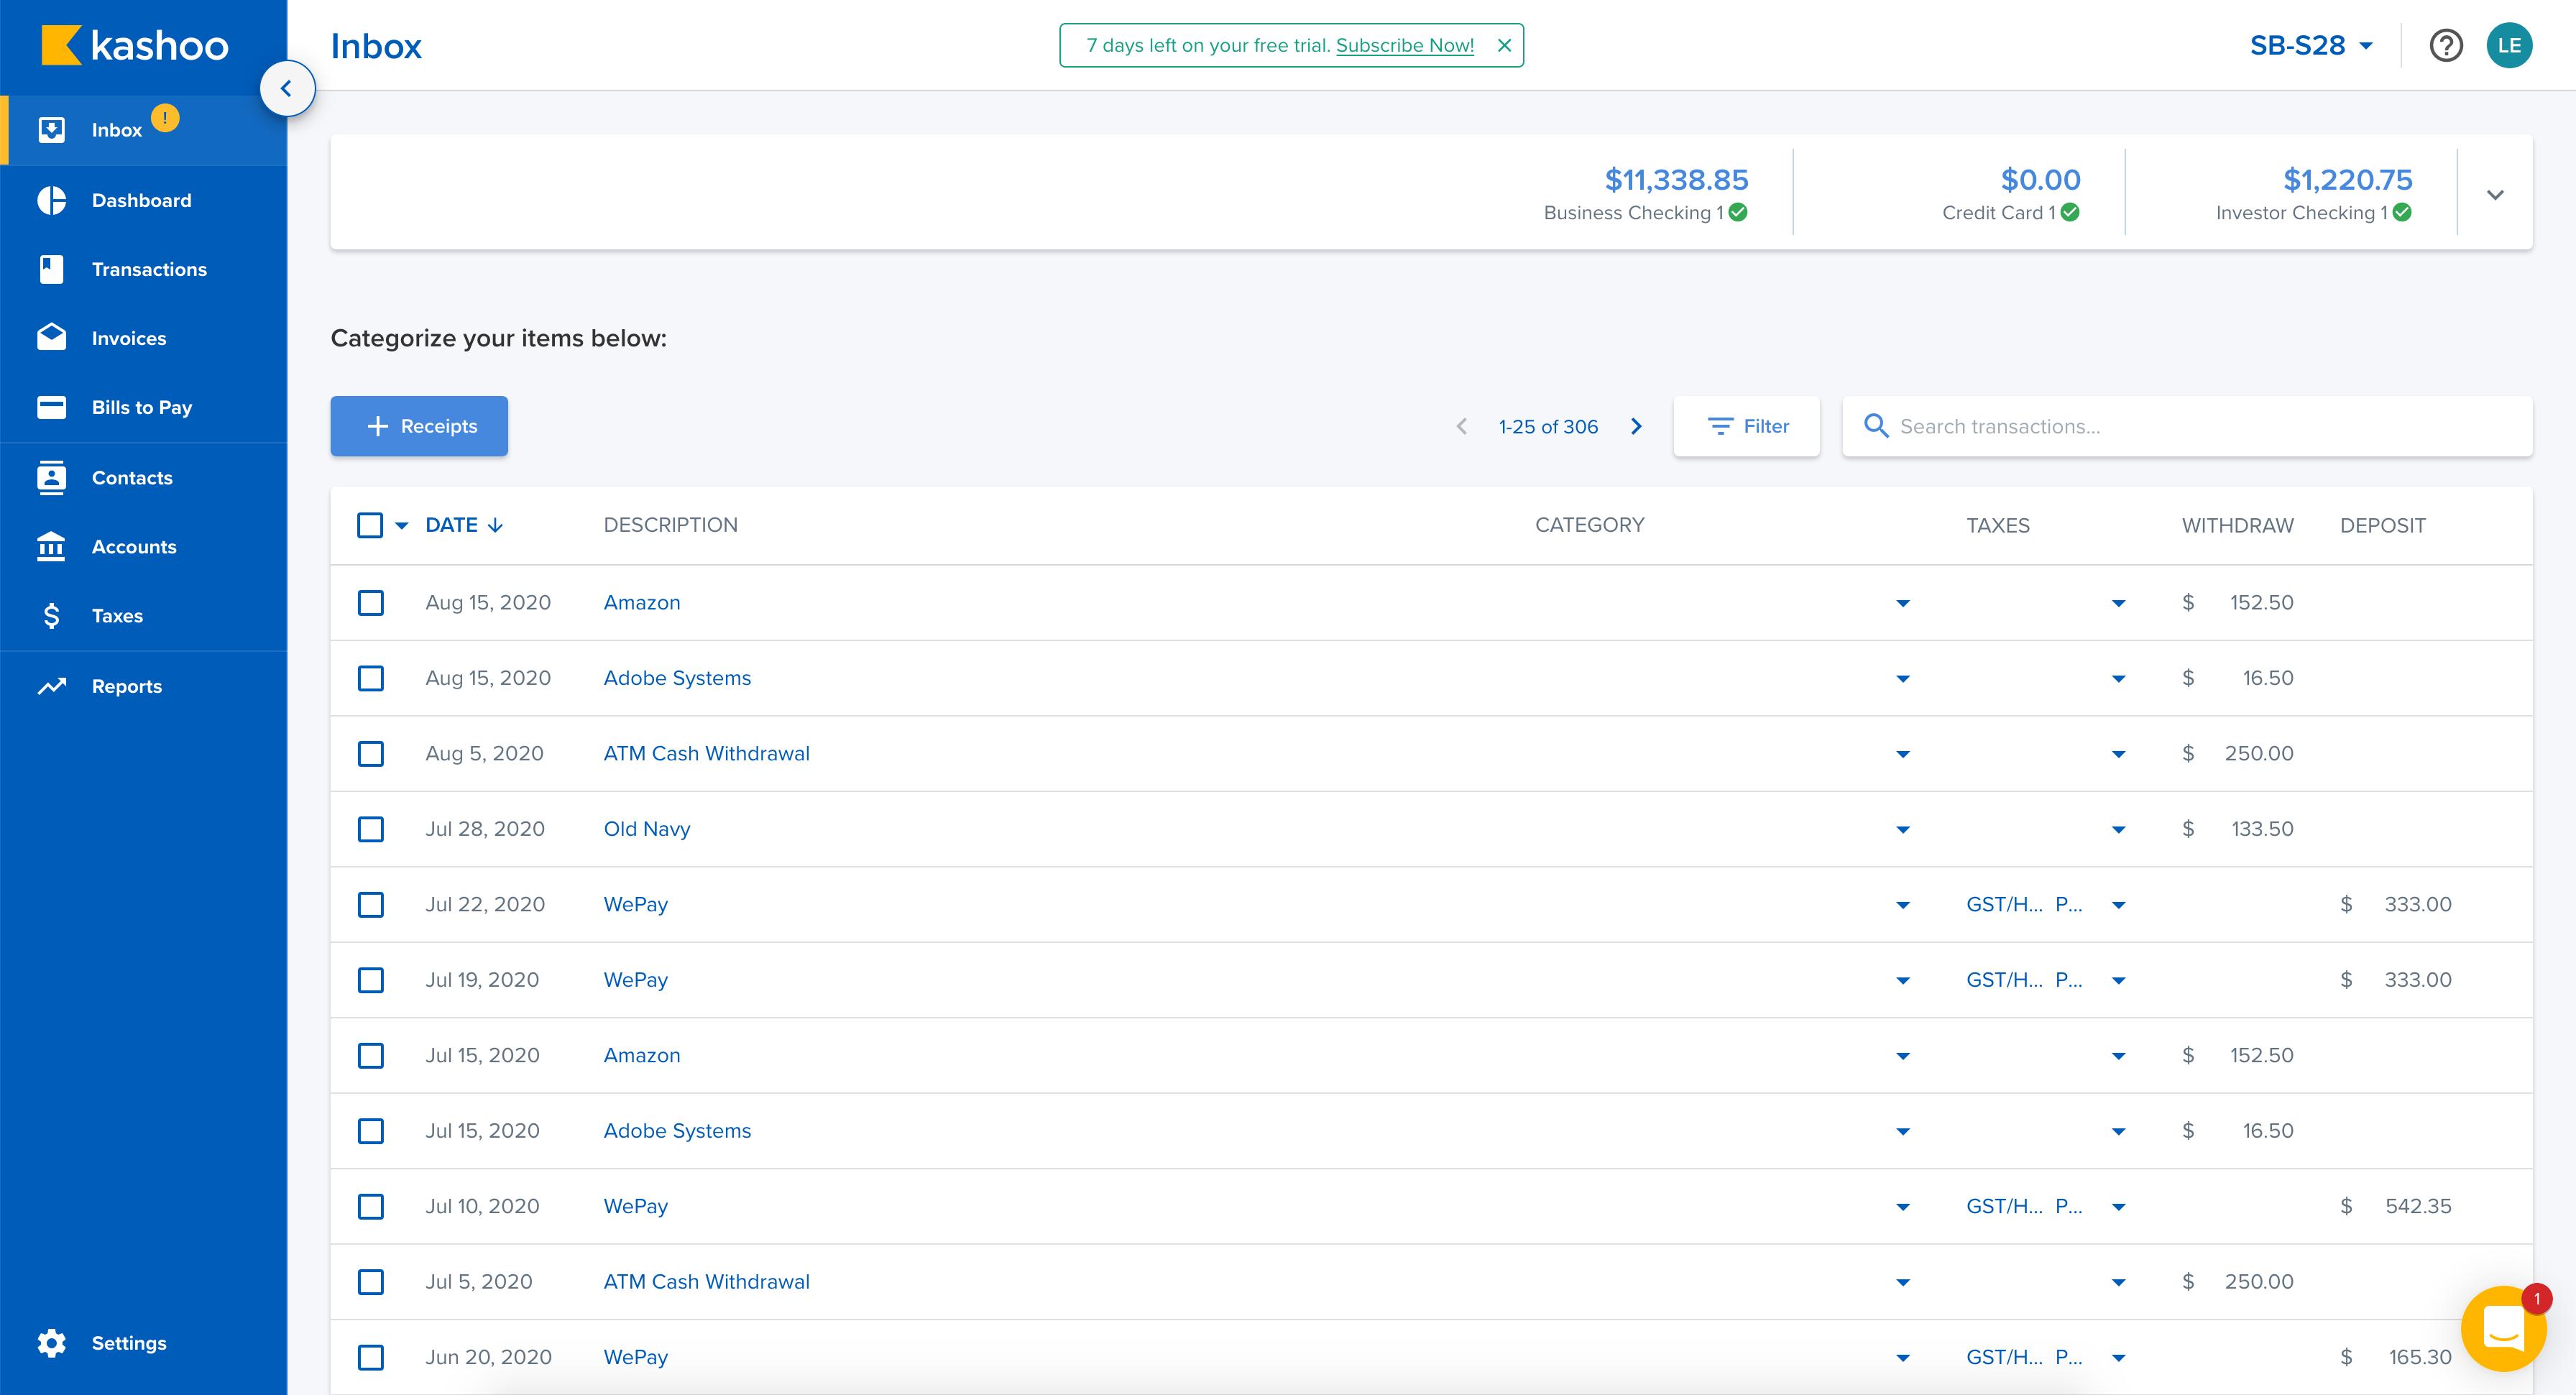 kashoo
Inbox
7 days left on your free trial. Subscribe Now!
SB-S28
LE
Inbox !
Dashboard
Transactions
Invoices
Bills to Pay
Contacts
Accounts
Taxes
Reports
Settings
$11,338.85
Business Checking 1
$0.00
Credit Card 1
$1,220.75
Investor Checking 1
Categorize your items below:
+ Receipts
1-25 of 306
Filter
Search transactions...
DATE DESCRIPTION CATEGORY TAXES WITHDRAW DEPOSIT
Aug 15, 2020 Amazon $ 152.50
Aug 15, 2020 Adobe Systems $ 16.50
Aug 5, 2020 ATM Cash Withdrawal $ 250.00
Jul 28, 2020 Old Navy $ 133.50
Jul 22, 2020 WePay GST/H... P... $ 333.00
Jul 19, 2020 WePay GST/H... P... $ 333.00
Jul 15, 2020 Amazon $ 152.50
Jul 15, 2020 Adobe Systems $ 16.50
Jul 10, 2020 WePay GST/H... P... $ 542.35
Jul 5, 2020 ATM Cash Withdrawal $ 250.00
Jun 20, 2020 WePay GST/H... P... $ 165.30
1